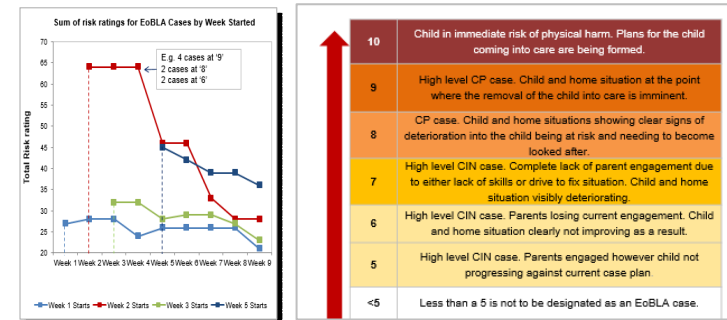 Sum of risk ratings for EoBLA Cases by Week Started
70
65
60
55
50
45
40
35
30
25
20
Total Risk rating
E.g. 4 cases at '9'
2 cases at '8'
2 cases at '6'
Week 1 Week 2 Week 3 Week 4 Week 5 Week 6 Week 7 Week 8 Week 9
Week 1 Starts Week 2 Starts Week 3 Starts Week 5 Starts
10
Child in immediate risk of physical harm. Plans for the child
coming into care are being formed.
9
High level CP case. Child and home situation at the point
where the removal of the child into care is imminent.
8
CP case. Child and home situations showing clear signs of
deterioration into the child being at risk and needing to become
looked after.
7
High level CIN case. Complete lack of parent engagement due
to either lack of skills or drive to fix situation. Child and home
situation visibly deteriorating.
6
High level CIN case. Parents losing current engagement. Child
and home situation clearly not improving as a result.
5
High level CIN case. Parents engaged however child not
progressing against current case plan.
<5
Less than a 5 is not to be designated as an EoBLA case.